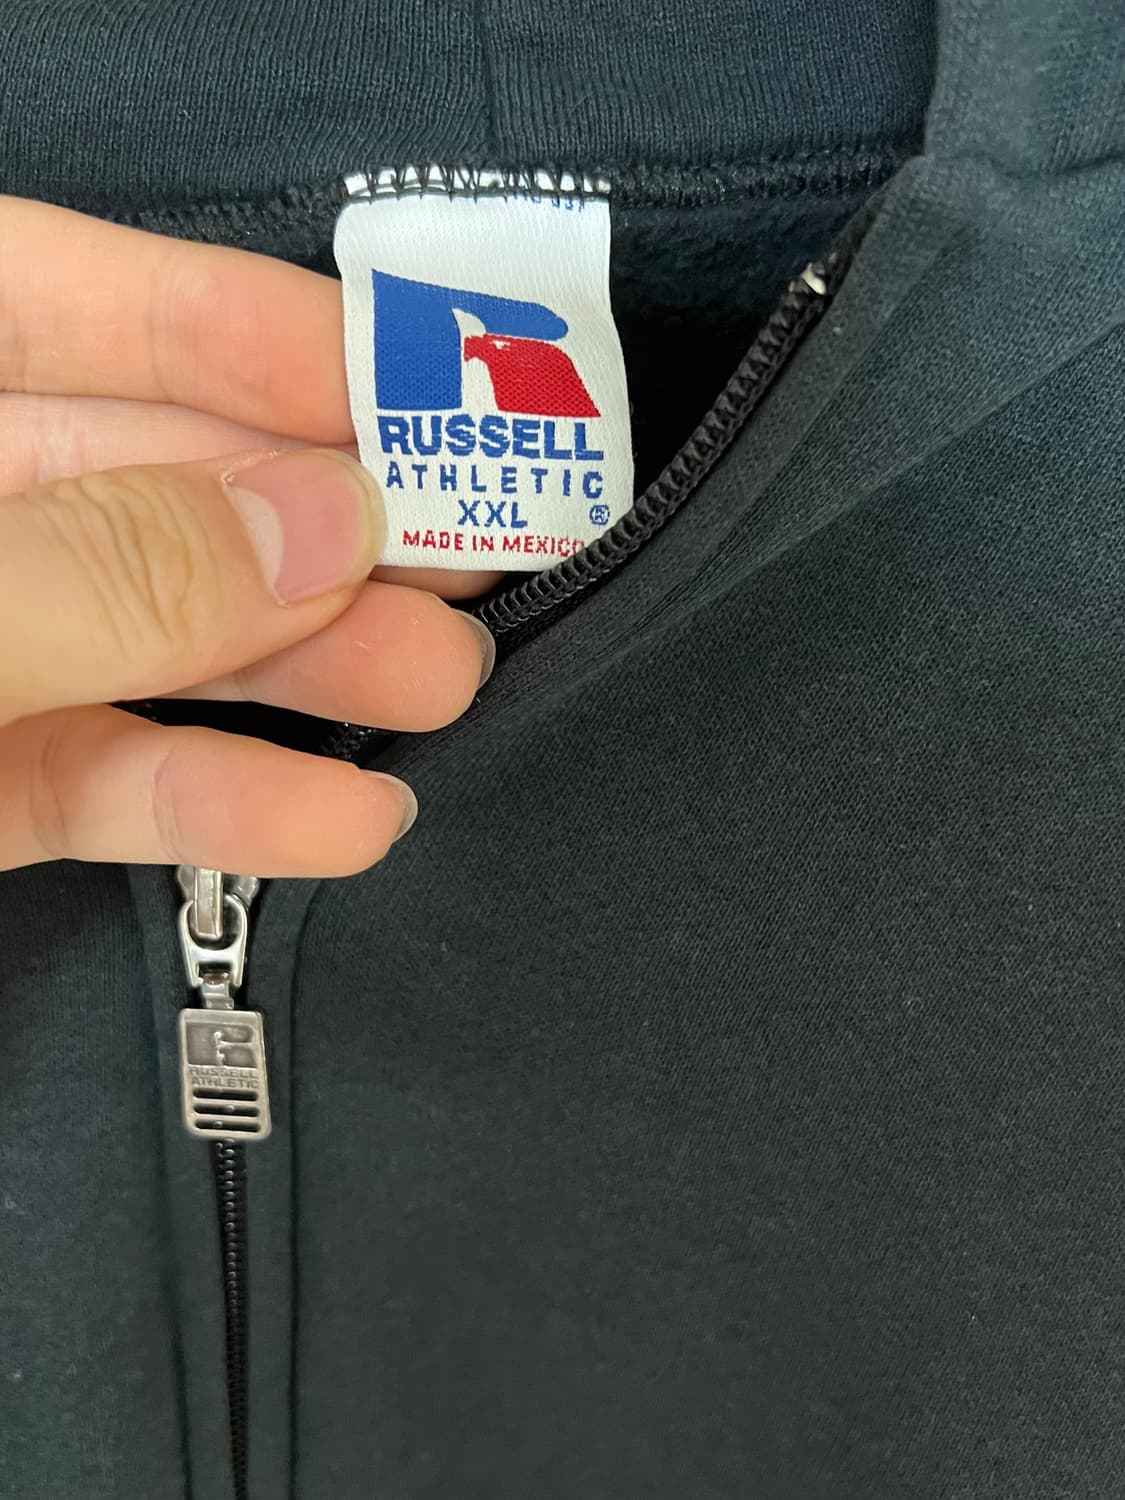 RUSSELL
ATHLETIC
XXL ®
MADE IN MEXICO
RUSSELL
ATHLETIC